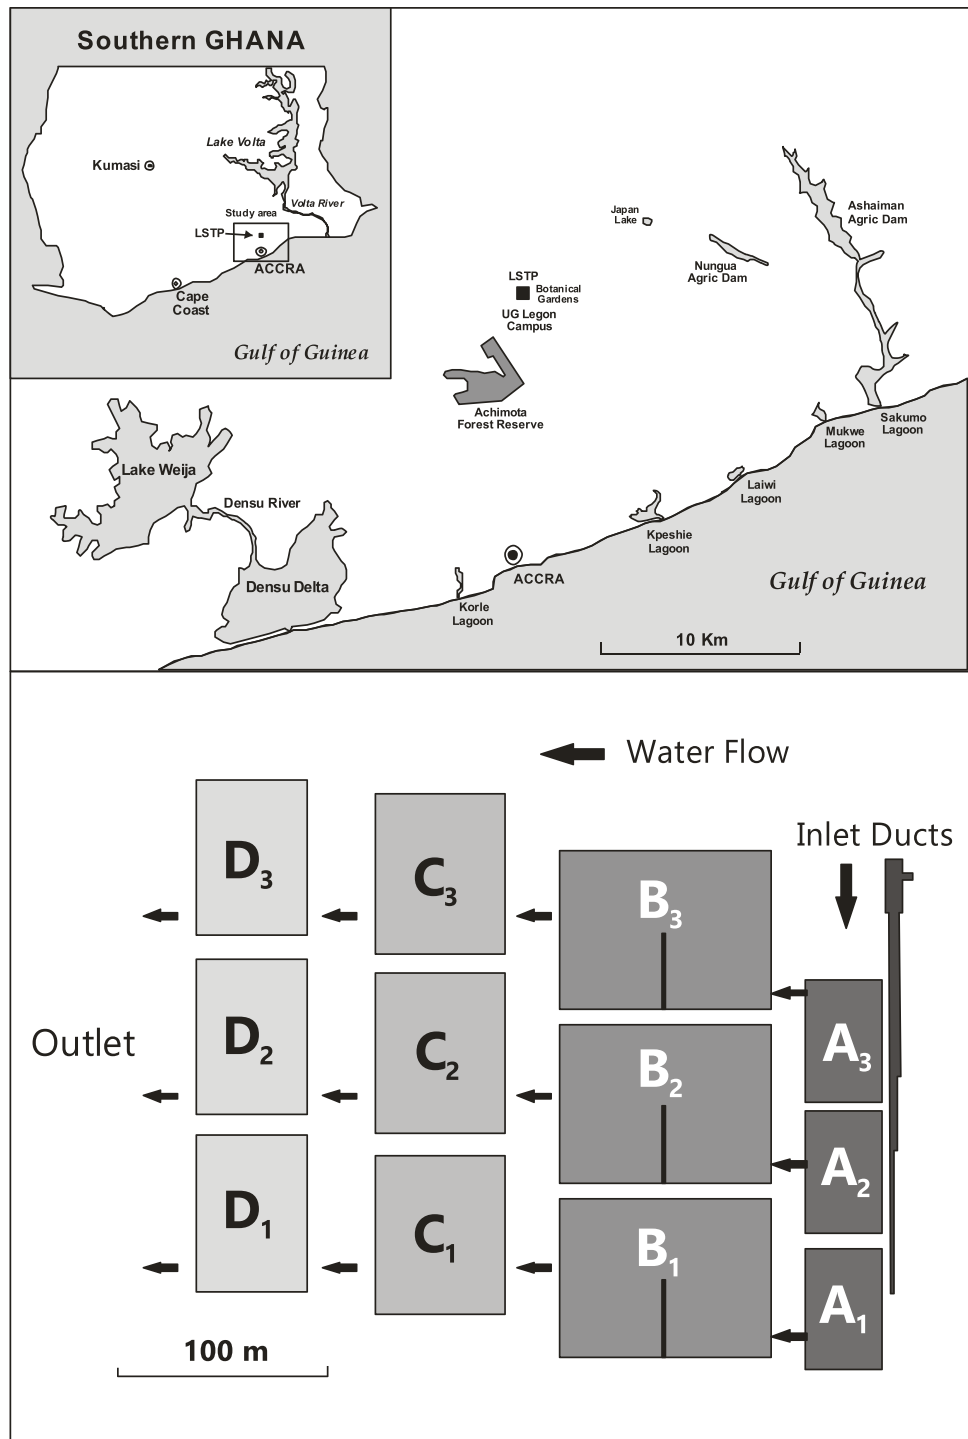 Southern GHANA
Lake Volta
Kumasi
Volta River
Study area
LSTP
ACCRA
Cape
Coast
Gulf of Guinea
Japan
Lake
Ashaiman
Agric Dam
Nungua
Agric Dam
LSTP
Botanical
Gardens
UG Legon
Campus
Achimota
Forest Reserve
Sakumo
Lagoon
Mukwe
Lagoon
Laiwi
Lagoon
Kpeshie
Lagoon
Lake Weija
Densu River
Densu Delta
ACCRA
Korle
Lagoon
Gulf of Guinea
10 Km
Water Flow
Inlet Ducts
D3
C3
B3
A3
Outlet
D2
C2
B2
A2
D1
C1
B1
A1
100 m